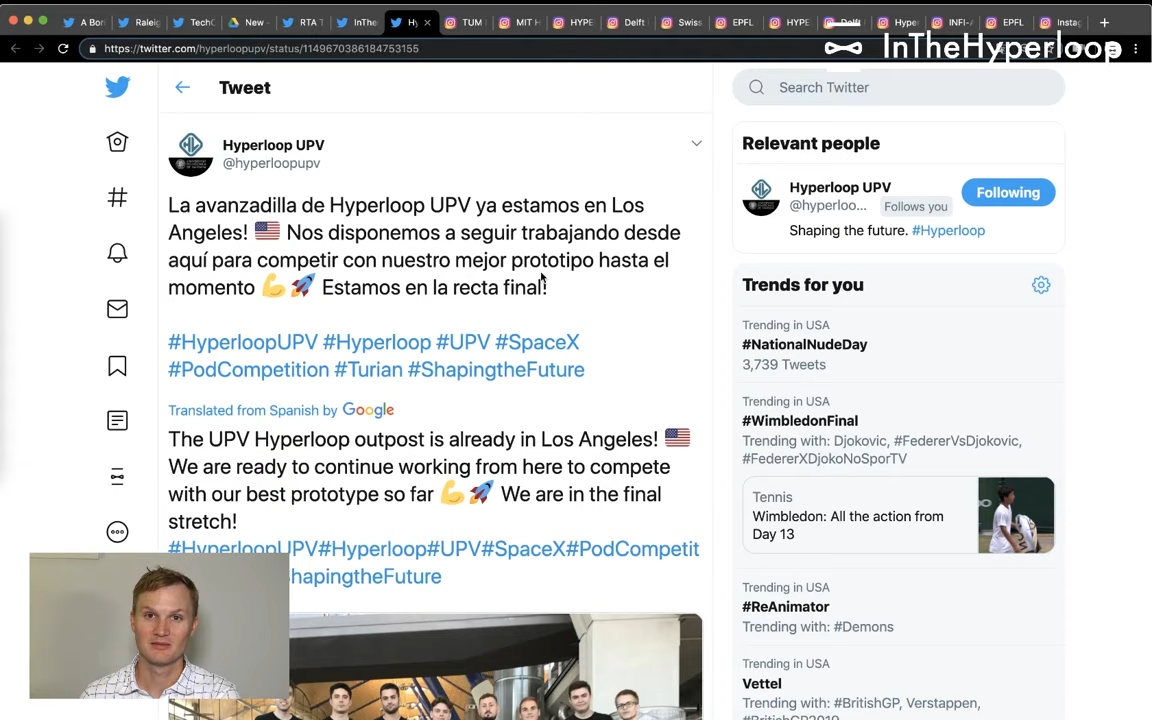 A Bori
Raleig
TechC
New -
RTA T
InThe
Hy
TUM
MIT H
HYPE
Delft
Swiss
EPFL
HYPE
Delft
Hyper
INFI-A
EPFL
Instag
https://twitter.com/hyperloopupv/status/1149670386184753155
InTheHyperloop
Tweet
Search Twitter
Hyperloop UPV
@hyperloopupv
La avanzadilla de Hyperloop UPV ya estamos en Los
Angeles! 🇺🇸 Nos disponemos a seguir trabajando desde
aquí para competir con nuestro mejor prototipo hasta el
momento 💪🚀 Estamos en la recta final!
#HyperloopUPV #Hyperloop #UPV #SpaceX
#PodCompetition #Turian #ShapingtheFuture
Translated from Spanish by Google
The UPV Hyperloop outpost is already in Los Angeles! 🇺🇸
We are ready to continue working from here to compete
with our best prototype so far 💪🚀 We are in the final
stretch!
#HyperloopUPV#Hyperloop#UPV#SpaceX#PodCompetit
ShapingtheFuture
Relevant people
Hyperloop UPV
Following
@hyperloo... Follows you
Shaping the future. #Hyperloop
Trends for you
Trending in USA
#NationalNudeDay
3,739 Tweets
Trending in USA
#WimbledonFinal
Trending with: Djokovic, #FedererVsDjokovic,
#FedererXDjokoNoSporTV
Tennis
Wimbledon: All the action from
Day 13
Trending in USA
#ReAnimator
Trending with: #Demons
Trending in USA
Vettel
Trending with: #BritishGP, Verstappen,
#BritishGP2019